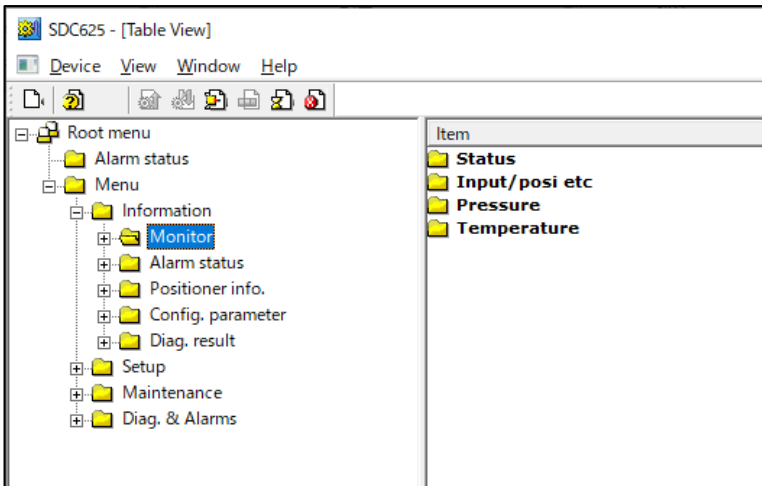 SDC625 - [Table View]
Device View Window Help
Root menu
Alarm status
Menu
Information
Monitor
Alarm status
Positioner info.
Config. parameter
Diag. result
Setup
Maintenance
Diag. & Alarms
Item
Status
Input/posi etc
Pressure
Temperature